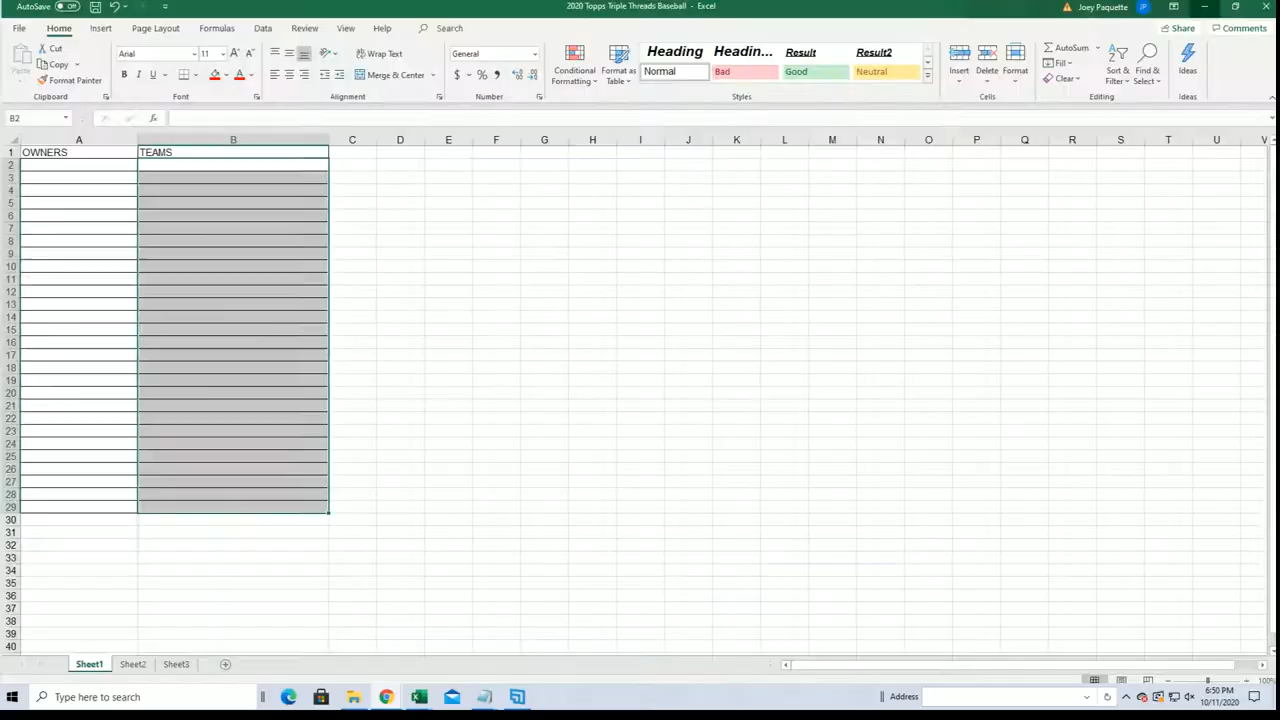 AutoSave Off
2020 Topps Triple Threads Baseball - Excel
Joey Paquette JP
File Home Insert Page Layout Formulas Data Review View Help Search
Share Comments
Paste
Cut
Copy
Format Painter
Clipboard
Arial 11
B I U
Font
Wrap Text
Merge & Center
Alignment
General
$ % ,
Number
Conditional Formatting
Format as Table
Heading Headin... Result Result2
Normal Bad Good Neutral
Styles
Insert Delete Format
Cells
AutoSum
Fill
Clear
Sort & Filter
Find & Select
Editing
Ideas
Ideas
B2
fx
A B C D E F G H I J K L M N O P Q R S T U V
1 OWNERS TEAMS
2
3
4
5
6
7
8
9
10
11
12
13
14
15
16
17
18
19
20
21
22
23
24
25
26
27
28
29
30
31
32
33
34
35
36
37
38
39
40
Sheet1 Sheet2 Sheet3
100%
Type here to search
Address
6:50 PM
10/11/2020